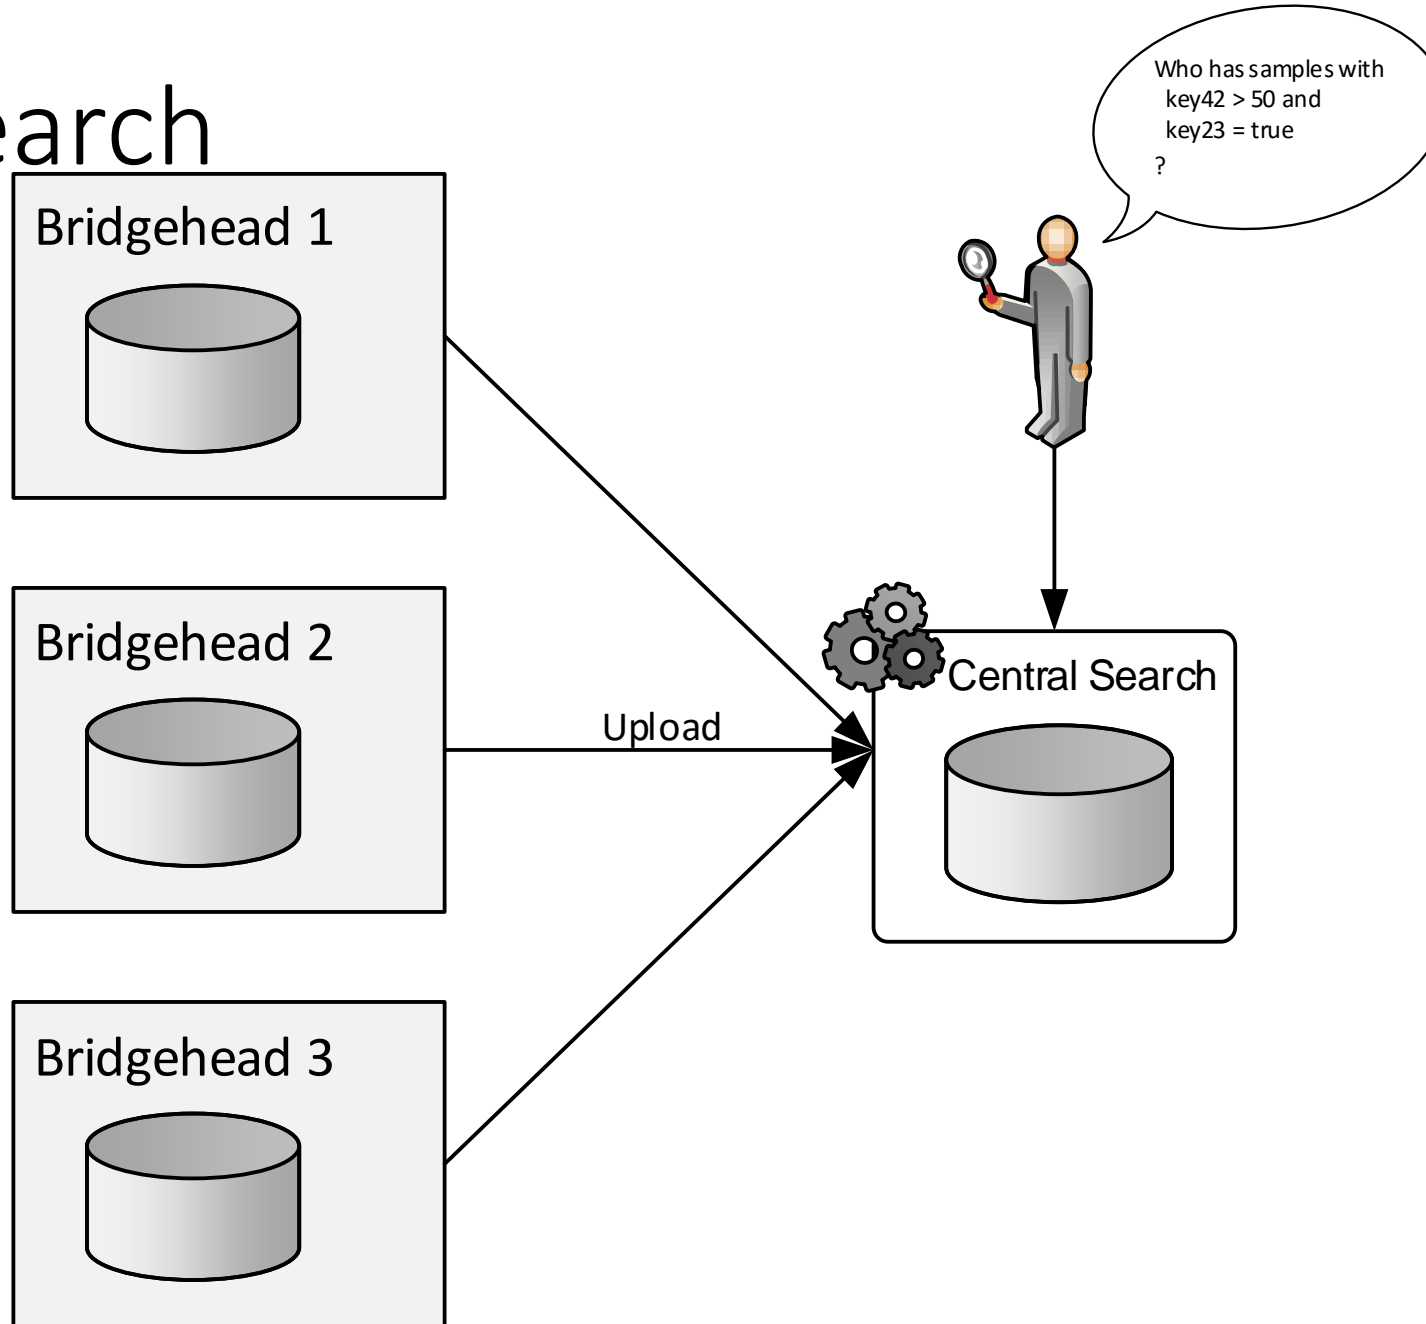 earch
Who has samples with
key42 > 50 and
key23 = true
?
Bridgehead 1
Bridgehead 2
Upload
Central Search
Bridgehead 3